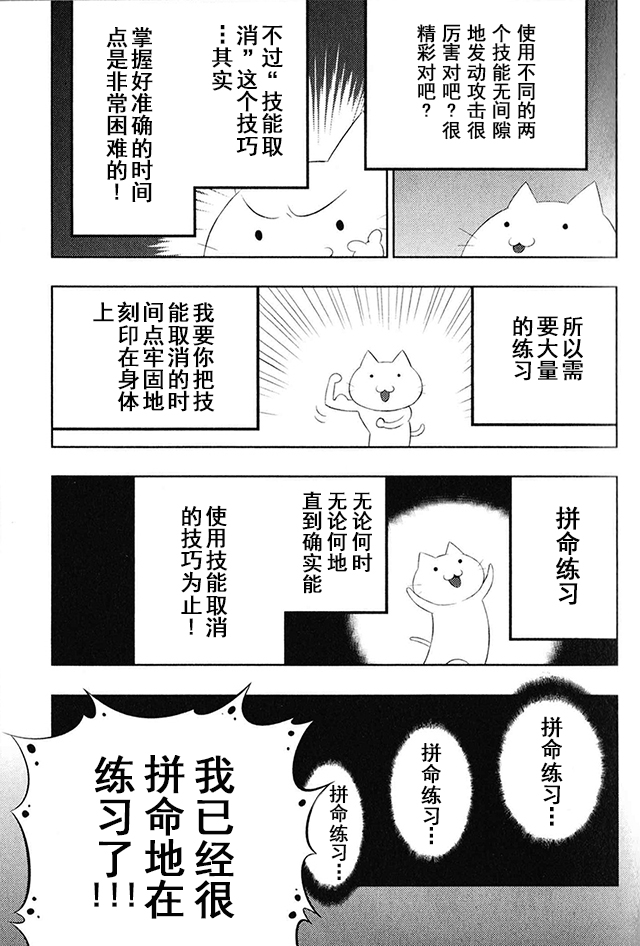 使用不同的两
个技能无间隙
地发动攻击很
厉害对吧?很
精彩对吧?
不过“技能取
消”这个技巧
…其实
掌握好准确的时间
点是非常困难的!
所以需
要大量
的练习
我要你把技
能取消的时
间点牢固地
刻印在身体
上
拼命练习
无论何时
无论何地
直到确实能
使用技能取消
的技巧为止!
拼命练习…
拼命练习…
拼命练习…
我已经很
拼命地在
练习了!!!